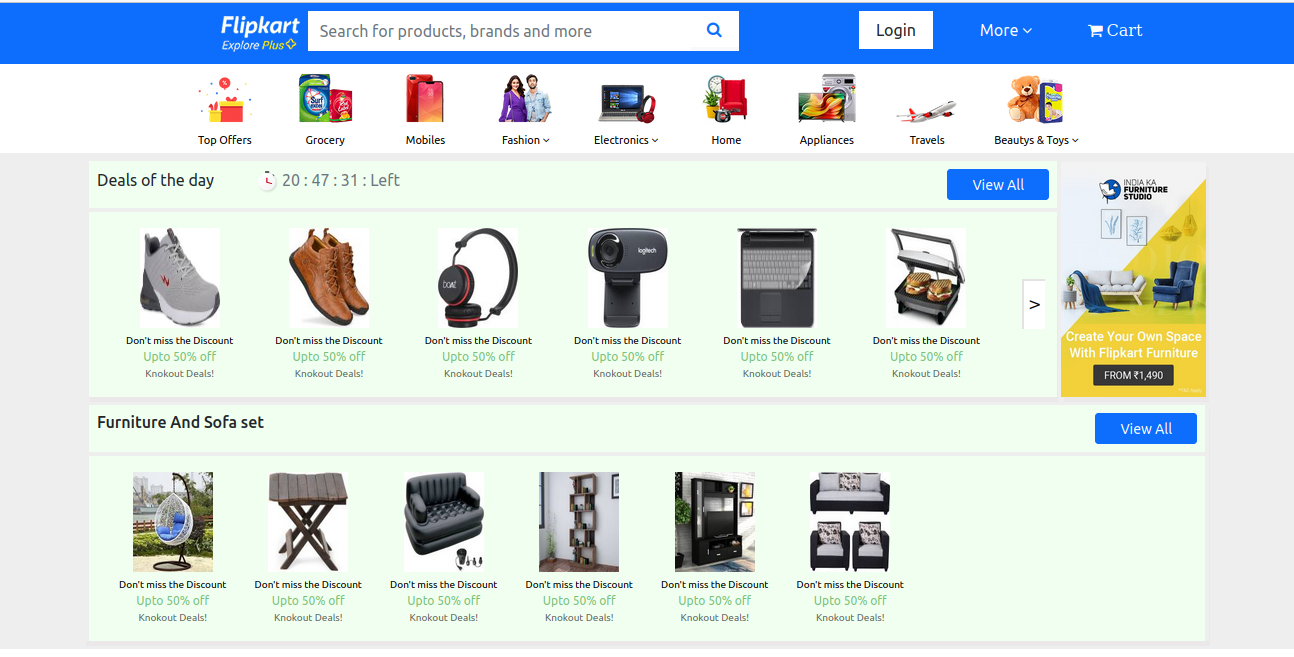 Flipkart
Explore Plus
Search for products, brands and more
Login
More
Cart
Top Offers
Grocery
Mobiles
Fashion
Electronics
Home
Appliances
Travels
Beautys & Toys
Deals of the day
20 : 47 : 31 : Left
View All
boAt
logitech
Don't miss the Discount
Upto 50% off
Knokout Deals!
Don't miss the Discount
Upto 50% off
Knokout Deals!
Don't miss the Discount
Upto 50% off
Knokout Deals!
Don't miss the Discount
Upto 50% off
Knokout Deals!
Don't miss the Discount
Upto 50% off
Knokout Deals!
Don't miss the Discount
Upto 50% off
Knokout Deals!
>
INDIA KA
FURNITURE
STUDIO
Create Your Own Space
With Flipkart Furniture
FROM ₹1,490
Furniture And Sofa set
View All
Don't miss the Discount
Upto 50% off
Knokout Deals!
Don't miss the Discount
Upto 50% off
Knokout Deals!
Don't miss the Discount
Upto 50% off
Knokout Deals!
Don't miss the Discount
Upto 50% off
Knokout Deals!
Don't miss the Discount
Upto 50% off
Knokout Deals!
Don't miss the Discount
Upto 50% off
Knokout Deals!